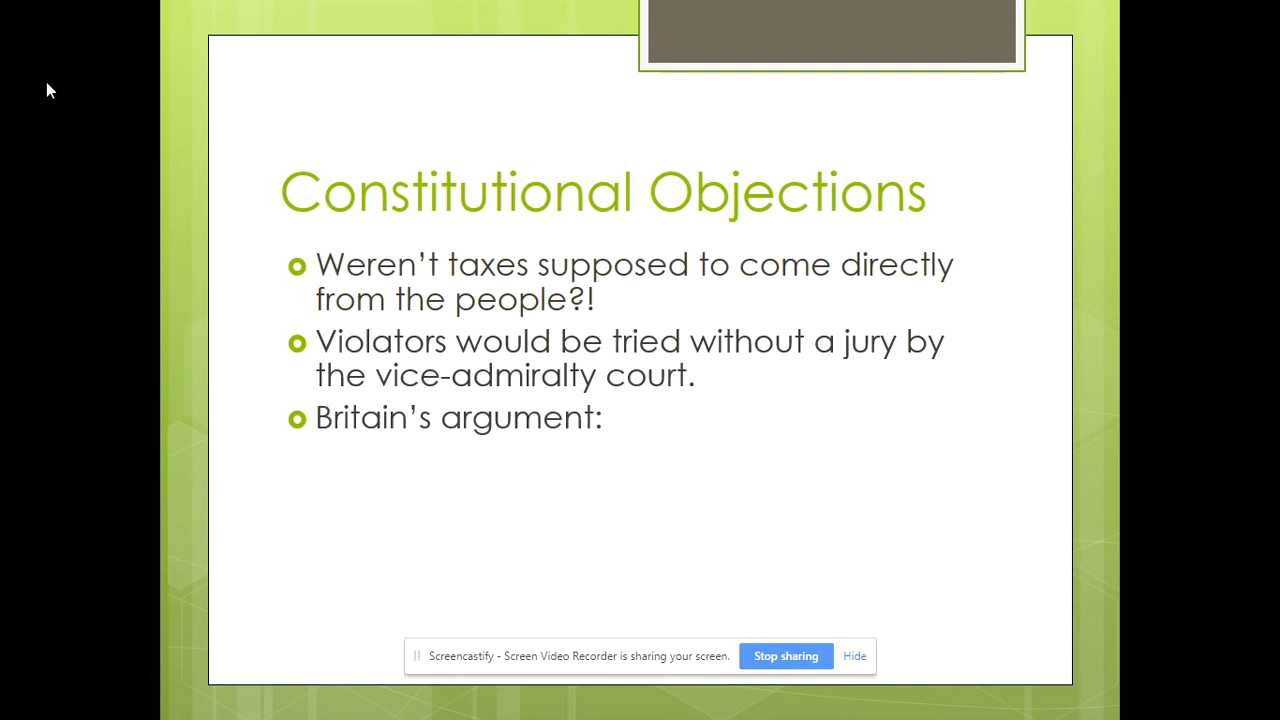 Constitutional Objections
Weren't taxes supposed to come directly
from the people?!
Violators would be tried without a jury by
the vice-admiralty court.
Britain's argument:
Screencastify - Screen Video Recorder is sharing your screen. Stop sharing Hide